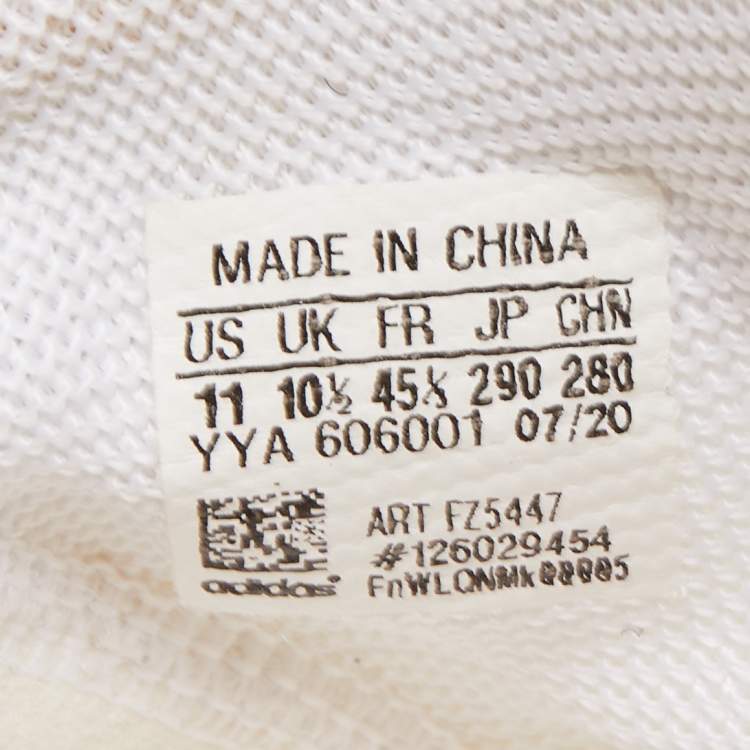 MADE IN CHINA
US UK FR JP CHN
11 10½ 45⅓ 290 280
YYA 606001 07/20
ART FZ5447
#126029454
adidas